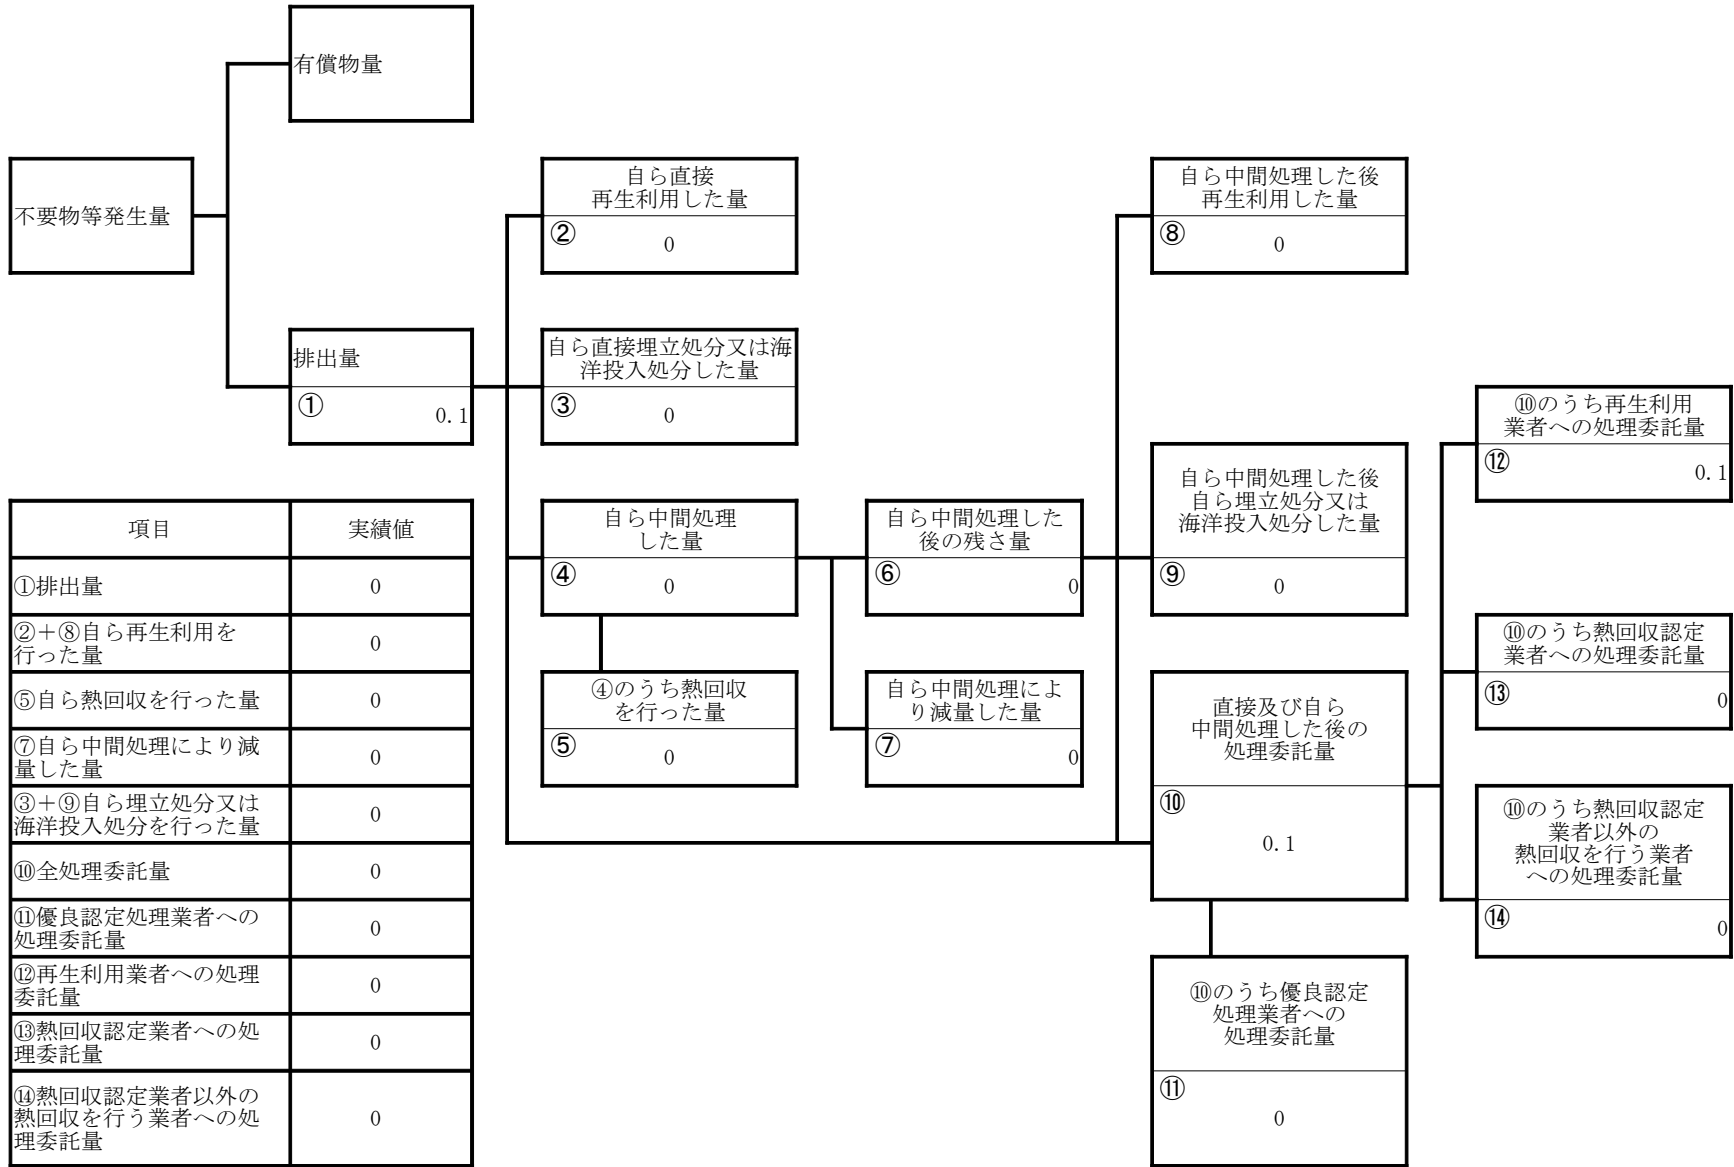 有償物量
不要物等発生量
排出量
①
0.1
自ら直接
再生利用した量
②
0
自ら直接埋立処分又は海
洋投入処分した量
③
0
自ら中間処理
した量
④
0
④のうち熱回収
を行った量
⑤
0
自ら中間処理した
後の残さ量
⑥
0
自ら中間処理によ
り減量した量
⑦
0
自ら中間処理した後
再生利用した量
⑧
0
自ら中間処理した後
自ら埋立処分又は
海洋投入処分した量
⑨
0
直接及び自ら
中間処理した後の
処理委託量
⑩
0.1
⑩のうち優良認定
処理業者への
処理委託量
⑪
0
⑩のうち再生利用
業者への処理委託量
⑫
0.1
⑩のうち熱回収認定
業者への処理委託量
⑬
0
⑩のうち熱回収認定
業者以外の
熱回収を行う業者
への処理委託量
⑭
0
項目 実績値
①排出量 0
②+⑧自ら再生利用を
行った量 0
⑤自ら熱回収を行った量 0
⑦自ら中間処理により減
量した量 0
③+⑨自ら埋立処分又は
海洋投入処分を行った量 0
⑩全処理委託量 0
⑪優良認定処理業者への
処理委託量 0
⑫再生利用業者への処理
委託量 0
⑬熱回収認定業者への処
理委託量 0
⑭熱回収認定業者以外の
熱回収を行う業者への処
理委託量 0